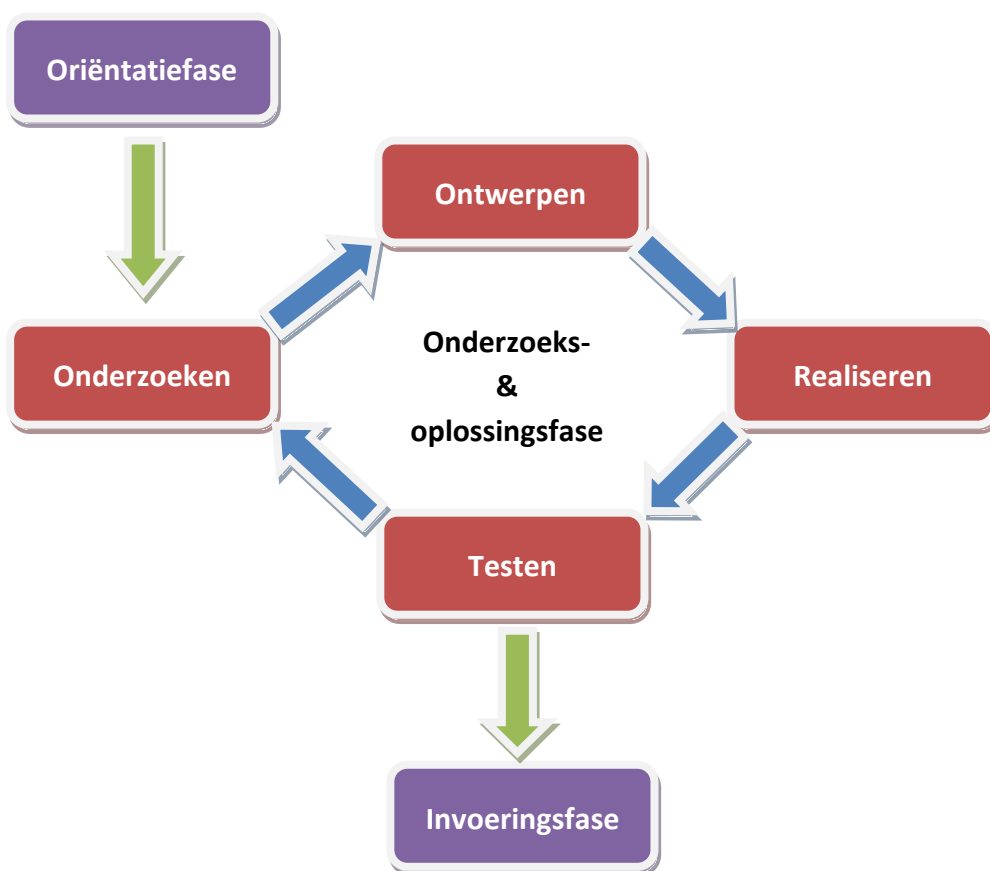 Oriëntatiefase
Ontwerpen
Onderzoeken
Onderzoeks-
&
oplossingsfase
Realiseren
Testen
Invoeringsfase